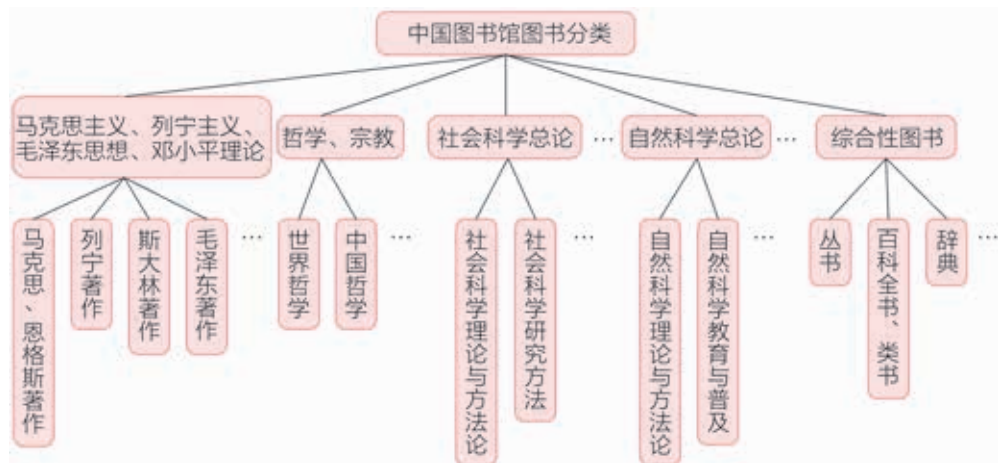 中国图书馆图书分类
马克思主义、列宁主义、
毛泽东思想、邓小平理论
哲学、宗教
社会科学总论
…
自然科学总论
…
综合性图书
马克思、恩格斯著作
列宁著作
斯大林著作
毛泽东著作
…
世界哲学
中国哲学
…
社会科学理论与方法论
社会科学研究方法
…
自然科学理论与方法论
自然科学教育与普及
…
丛书
百科全书、类书
辞典
…